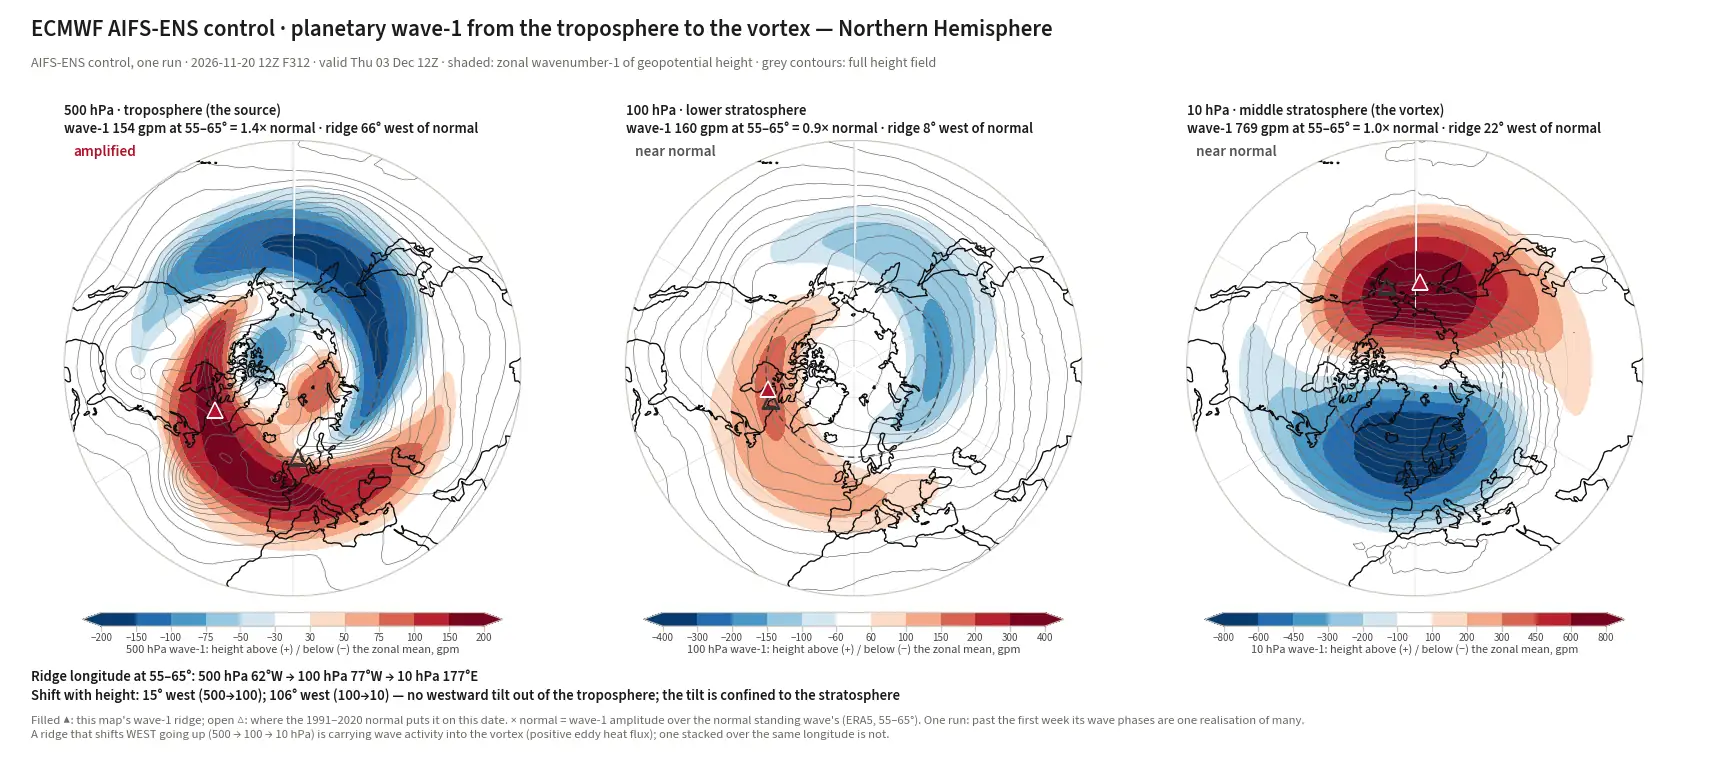 ECMWF AIFS-ENS control · planetary wave-1 from the troposphere to the vortex — Northern Hemisphere
AIFS-ENS control, one run · 2026-11-20 12Z F312 · valid Thu 03 Dec 12Z · shaded: zonal wavenumber-1 of geopotential height · grey contours: full height field
500 hPa · troposphere (the source)
wave-1 154 gpm at 55–65° = 1.4× normal · ridge 66° west of normal
amplified
100 hPa · lower stratosphere
wave-1 160 gpm at 55–65° = 0.9× normal · ridge 8° west of normal
near normal
10 hPa · middle stratosphere (the vortex)
wave-1 769 gpm at 55–65° = 1.0× normal · ridge 22° west of normal
near normal
−200 −150 −100 −75 −50 −30 30 50 75 100 150 200
500 hPa wave-1: height above (+) / below (−) the zonal mean, gpm
−400 −300 −200 −150 −100 −60 60 100 150 200 300 400
100 hPa wave-1: height above (+) / below (−) the zonal mean, gpm
−800 −600 −450 −300 −200 −100 100 200 300 450 600 800
10 hPa wave-1: height above (+) / below (−) the zonal mean, gpm
Ridge longitude at 55–65°: 500 hPa 62°W → 100 hPa 77°W → 10 hPa 177°E
Shift with height: 15° west (500→100); 106° west (100→10) — no westward tilt out of the troposphere; the tilt is confined to the stratosphere
Filled ▲: this map's wave-1 ridge; open △: where the 1991–2020 normal puts it on this date. × normal = wave-1 amplitude over the normal standing wave's (ERA5, 55–65°). One run: past the first week its wave phases are one realisation of many.
A ridge that shifts WEST going up (500 → 100 → 10 hPa) is carrying wave activity into the vortex (positive eddy heat flux); one stacked over the same longitude is not.